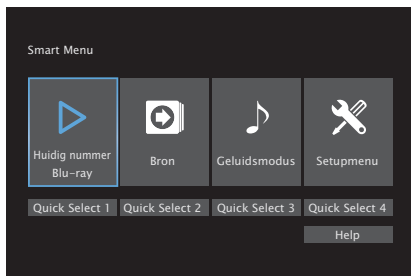 Smart Menu
Huidig nummer
Blu-ray
Bron
Geluidsmodus
Setupmenu
Quick Select 1
Quick Select 2
Quick Select 3
Quick Select 4
Help